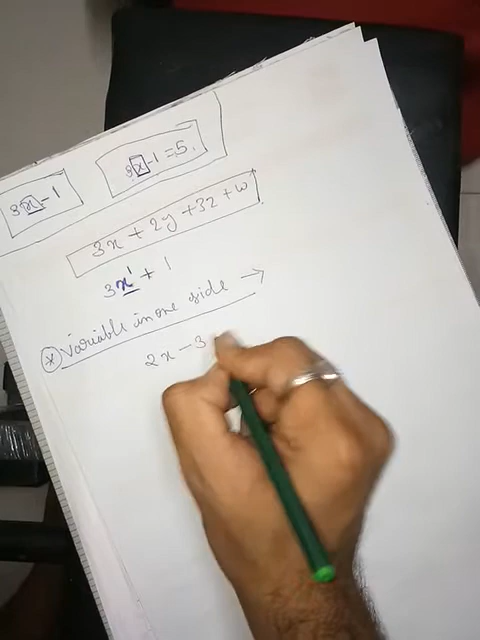 3x-1
3x-1=5.
3x+2y+3z+w
3x¹+1
* Variable in one side →
2x-3